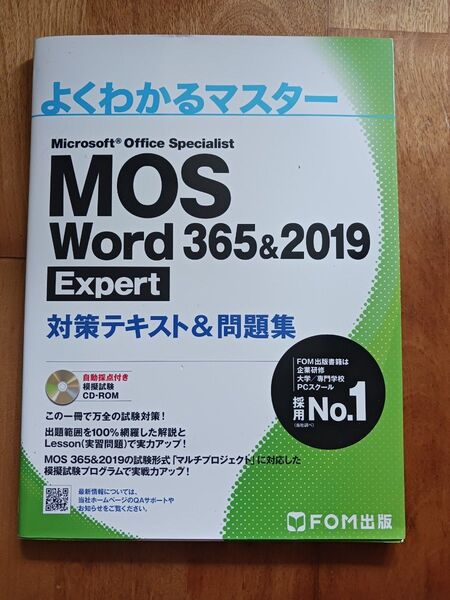 よくわかるマスター
Microsoft® Office Specialist
MOS
Word 365&2019
Expert
対策テキスト&問題集
自動採点付き
模擬試験
CD-ROM
FOM出版書籍は
企業研修
大学/専門学校
PCスクール
採用No.1
(当社調べ)
この一冊で万全の試験対策!
出題範囲を100%網羅した解説と
Lesson(実習問題)で実力アップ!
MOS 365&2019の試験形式「マルチプロジェクト」に対応した
模擬試験プログラムで実戦力アップ!
最新情報については、
当社ホームページのQAサポートや
お知らせをご覧ください。
FOM出版